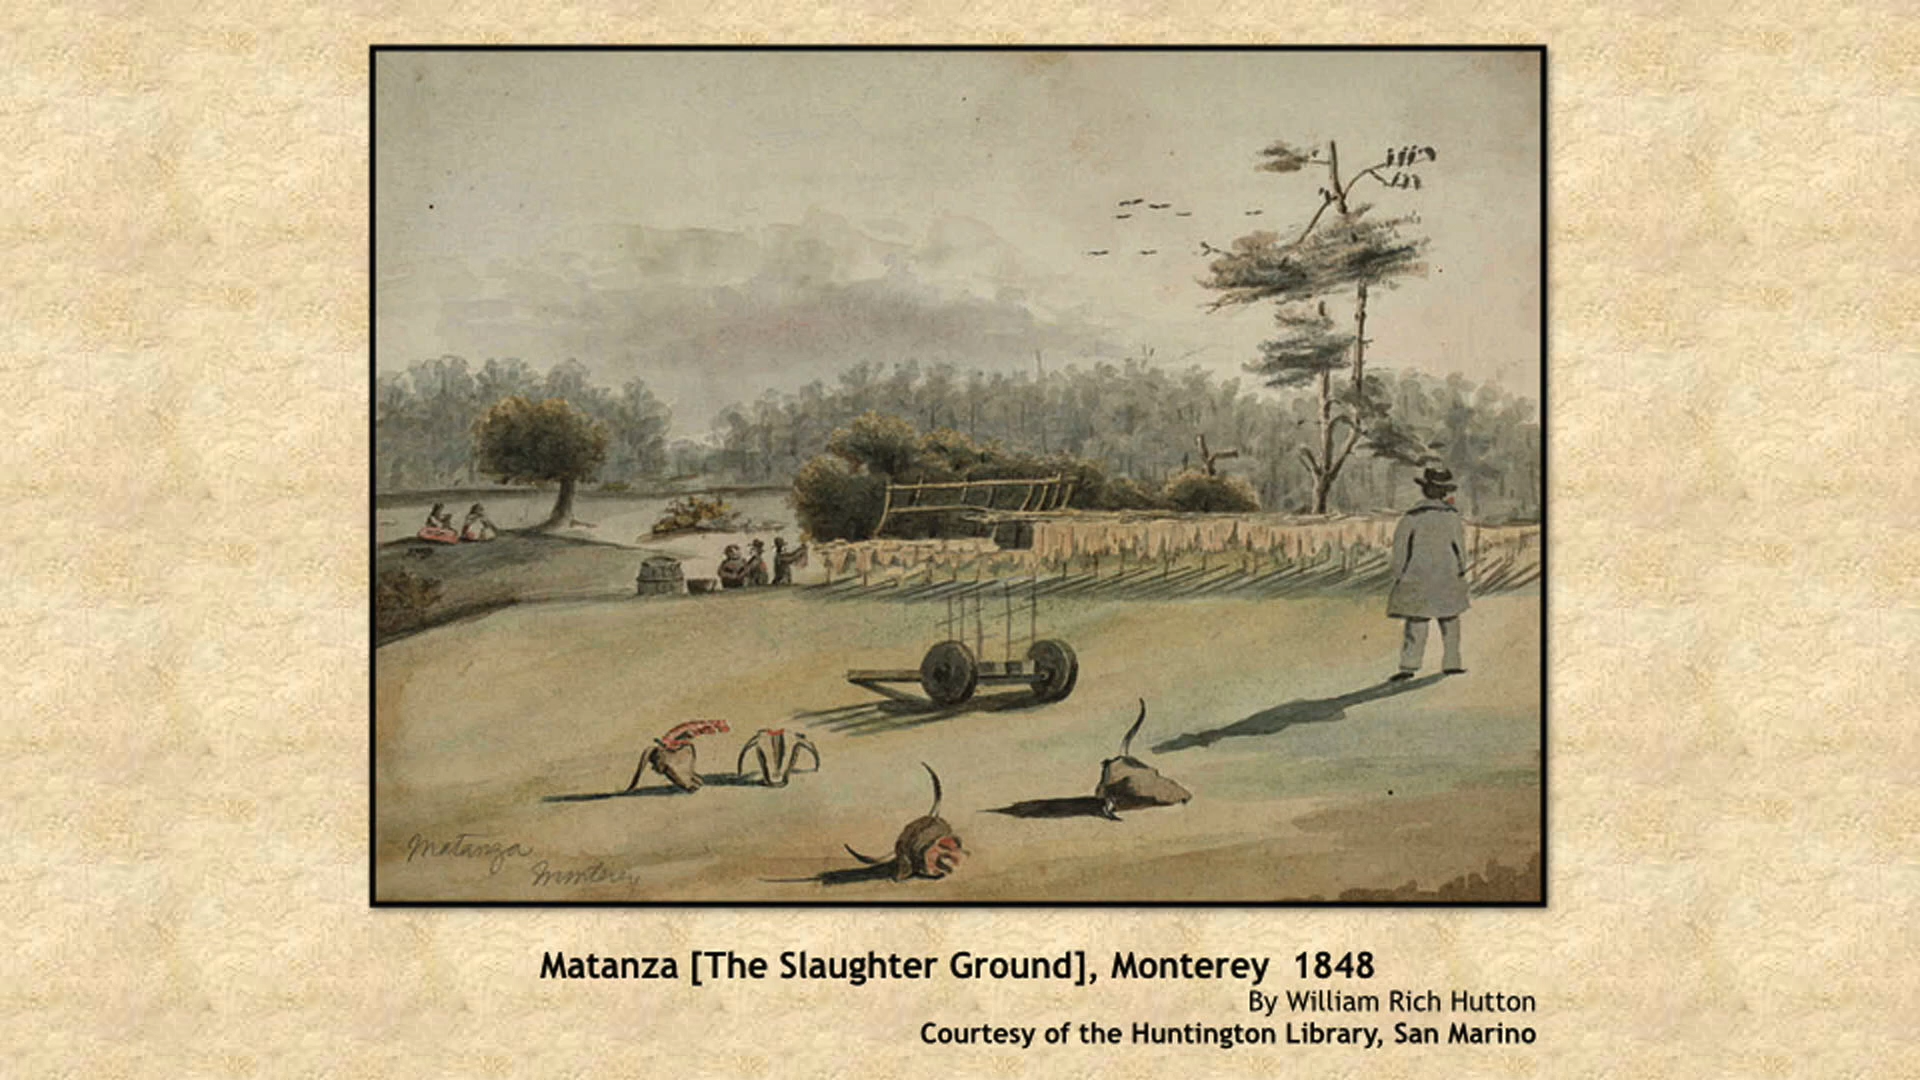 Matanza
Monterey
Matanza [The Slaughter Ground], Monterey 1848
By William Rich Hutton
Courtesy of the Huntington Library, San Marino